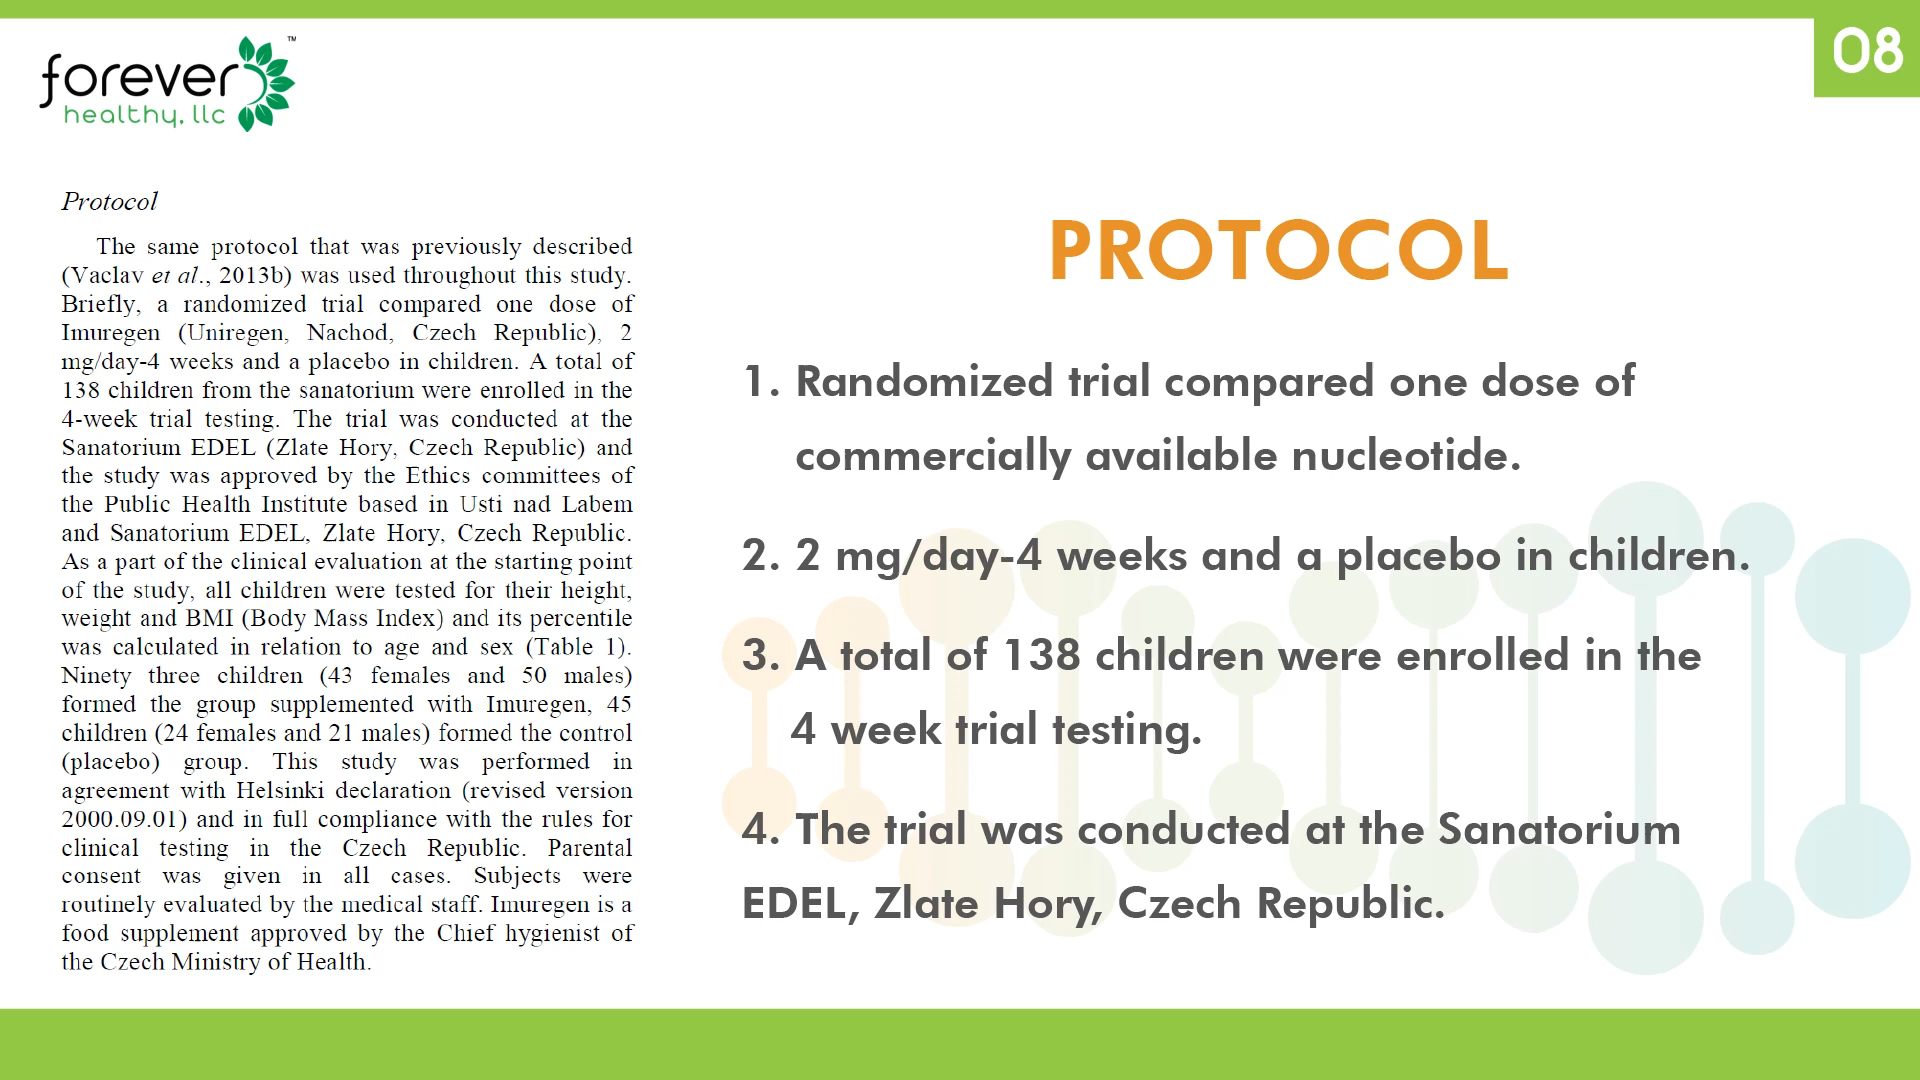 forever
™
healthy, llc
08
Protocol
The same protocol that was previously described
(Vaclav et al., 2013b) was used throughout this study.
Briefly, a randomized trial compared one dose of
Imuregen (Uniregen, Nachod, Czech Republic), 2
mg/day-4 weeks and a placebo in children. A total of
138 children from the sanatorium were enrolled in the
4-week trial testing. The trial was conducted at the
Sanatorium EDEL (Zlate Hory, Czech Republic) and
the study was approved by the Ethics committees of
the Public Health Institute based in Usti nad Labem
and Sanatorium EDEL, Zlate Hory, Czech Republic.
As a part of the clinical evaluation at the starting point
of the study, all children were tested for their height,
weight and BMI (Body Mass Index) and its percentile
was calculated in relation to age and sex (Table 1).
Ninety three children (43 females and 50 males)
formed the group supplemented with Imuregen, 45
children (24 females and 21 males) formed the control
(placebo) group. This study was performed in
agreement with Helsinki declaration (revised version
2000.09.01) and in full compliance with the rules for
clinical testing in the Czech Republic. Parental
consent was given in all cases. Subjects were
routinely evaluated by the medical staff. Imuregen is a
food supplement approved by the Chief hygienist of
the Czech Ministry of Health.
PROTOCOL
1. Randomized trial compared one dose of
commercially available nucleotide.
2. 2 mg/day-4 weeks and a placebo in children.
3. A total of 138 children were enrolled in the
4 week trial testing.
4. The trial was conducted at the Sanatorium
EDEL, Zlate Hory, Czech Republic.